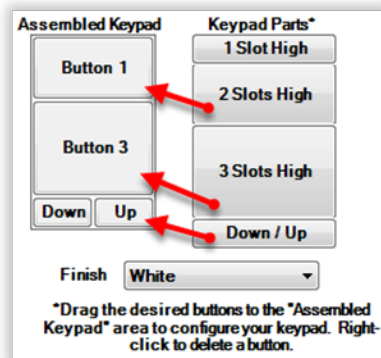 Assembled Keypad Keypad Parts*
1 Slot High
Button 1
2 Slots High
Button 3
3 Slots High
Down Up
Down / Up
Finish White
*Drag the desired buttons to the "Assembled
Keypad" area to configure your keypad. Right-
click to delete a button.